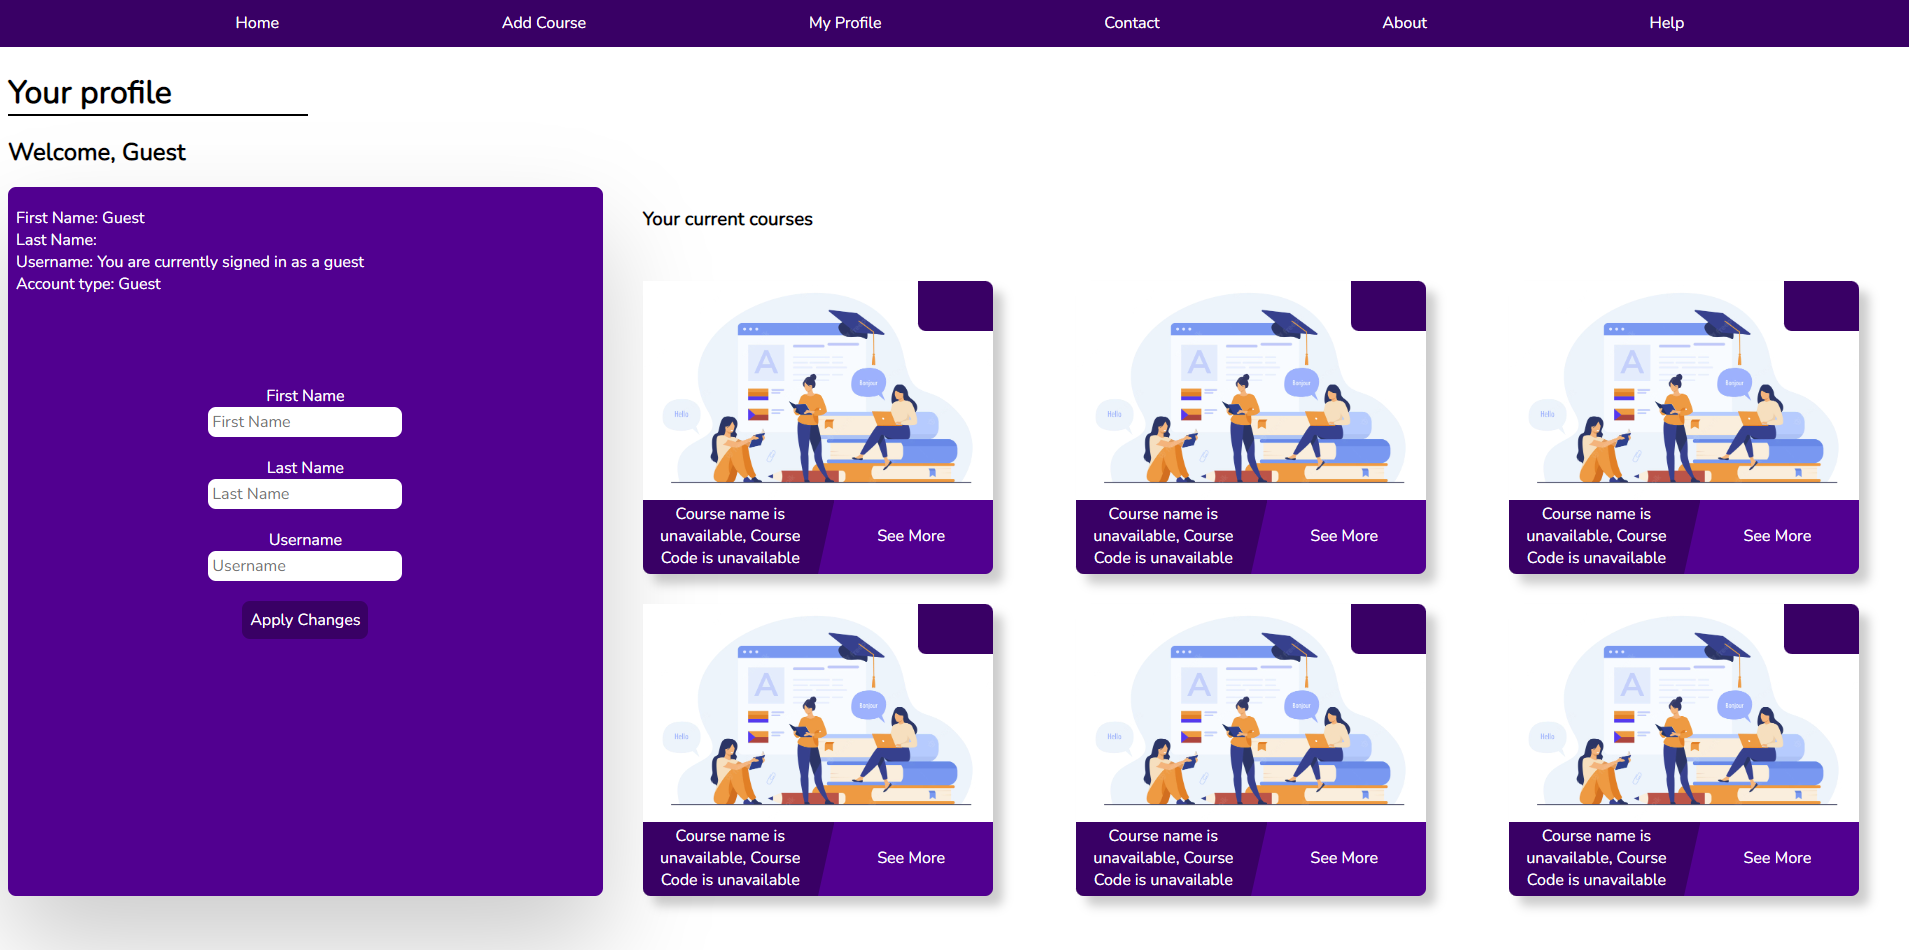 Home Add Course My Profile Contact About Help
Your profile
Welcome, Guest
First Name: Guest
Last Name:
Username: You are currently signed in as a guest
Account type: Guest
First Name
First Name
Last Name
Last Name
Username
Username
Apply Changes
Your current courses
A
Hello
Bonjour
Course name is
unavailable, Course
Code is unavailable
See More
A
Hello
Bonjour
Course name is
unavailable, Course
Code is unavailable
See More
A
Hello
Bonjour
Course name is
unavailable, Course
Code is unavailable
See More
A
Hello
Bonjour
Course name is
unavailable, Course
Code is unavailable
See More
A
Hello
Bonjour
Course name is
unavailable, Course
Code is unavailable
See More
A
Hello
Bonjour
Course name is
unavailable, Course
Code is unavailable
See More